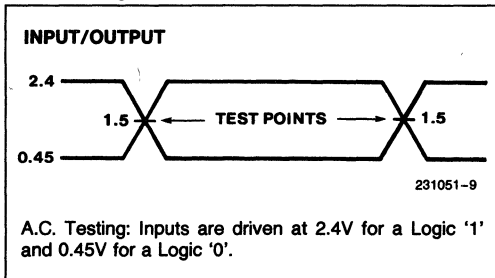 INPUT/OUTPUT
2.4
1.5 TEST POINTS 1.5
0.45
231051-9
A.C. Testing: Inputs are driven at 2.4V for a Logic '1'
and 0.45V for a Logic '0'.